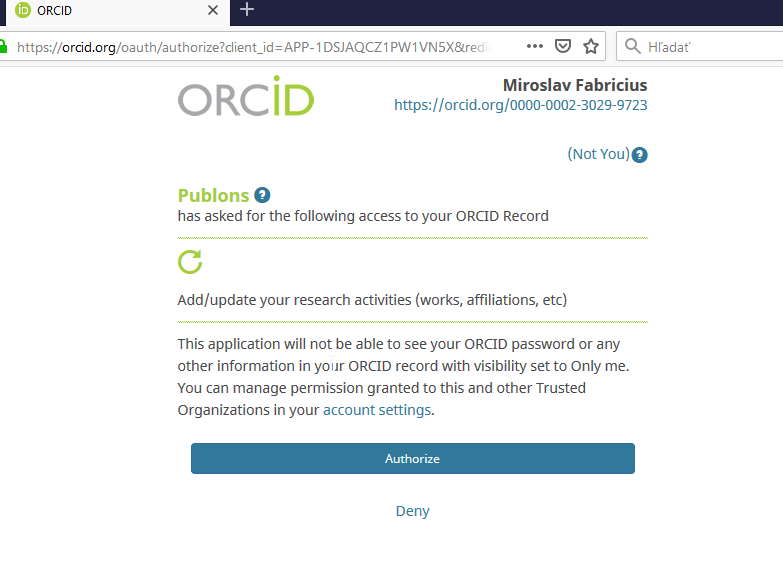 ORCID
https://orcid.org/oauth/authorize?client_id=APP-1DSJAQCZ1PW1VN5X&redi
Hľadať
ORCID
Miroslav Fabricius
https://orcid.org/0000-0002-3029-9723
(Not You)?
Publons ?
has asked for the following access to your ORCID Record
Add/update your research activities (works, affiliations, etc)
This application will not be able to see your ORCID password or any
other information in your ORCID record with visibility set to Only me.
You can manage permission granted to this and other Trusted
Organizations in your account settings.
Authorize
Deny